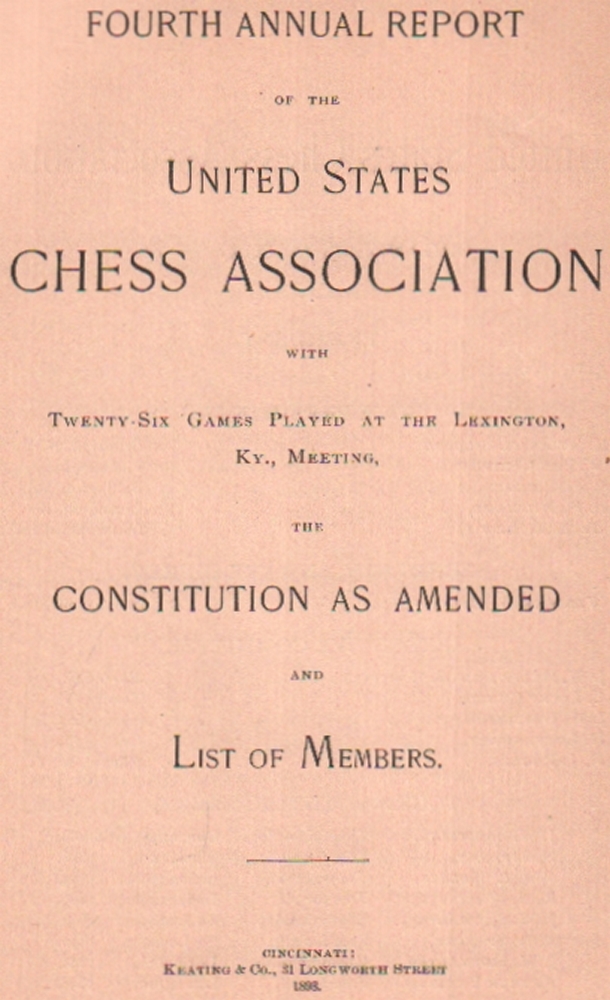 FOURTH ANNUAL REPORT
OF THE
UNITED STATES
CHESS ASSOCIATION
WITH
TWENTY-SIX GAMES PLAYED AT THE LEXINGTON,
KY., MEETING,
THE
CONSTITUTION AS AMENDED
AND
LIST OF MEMBERS.
CINCINNATI:
KEATING & CO., 31 LONGWORTH STREET